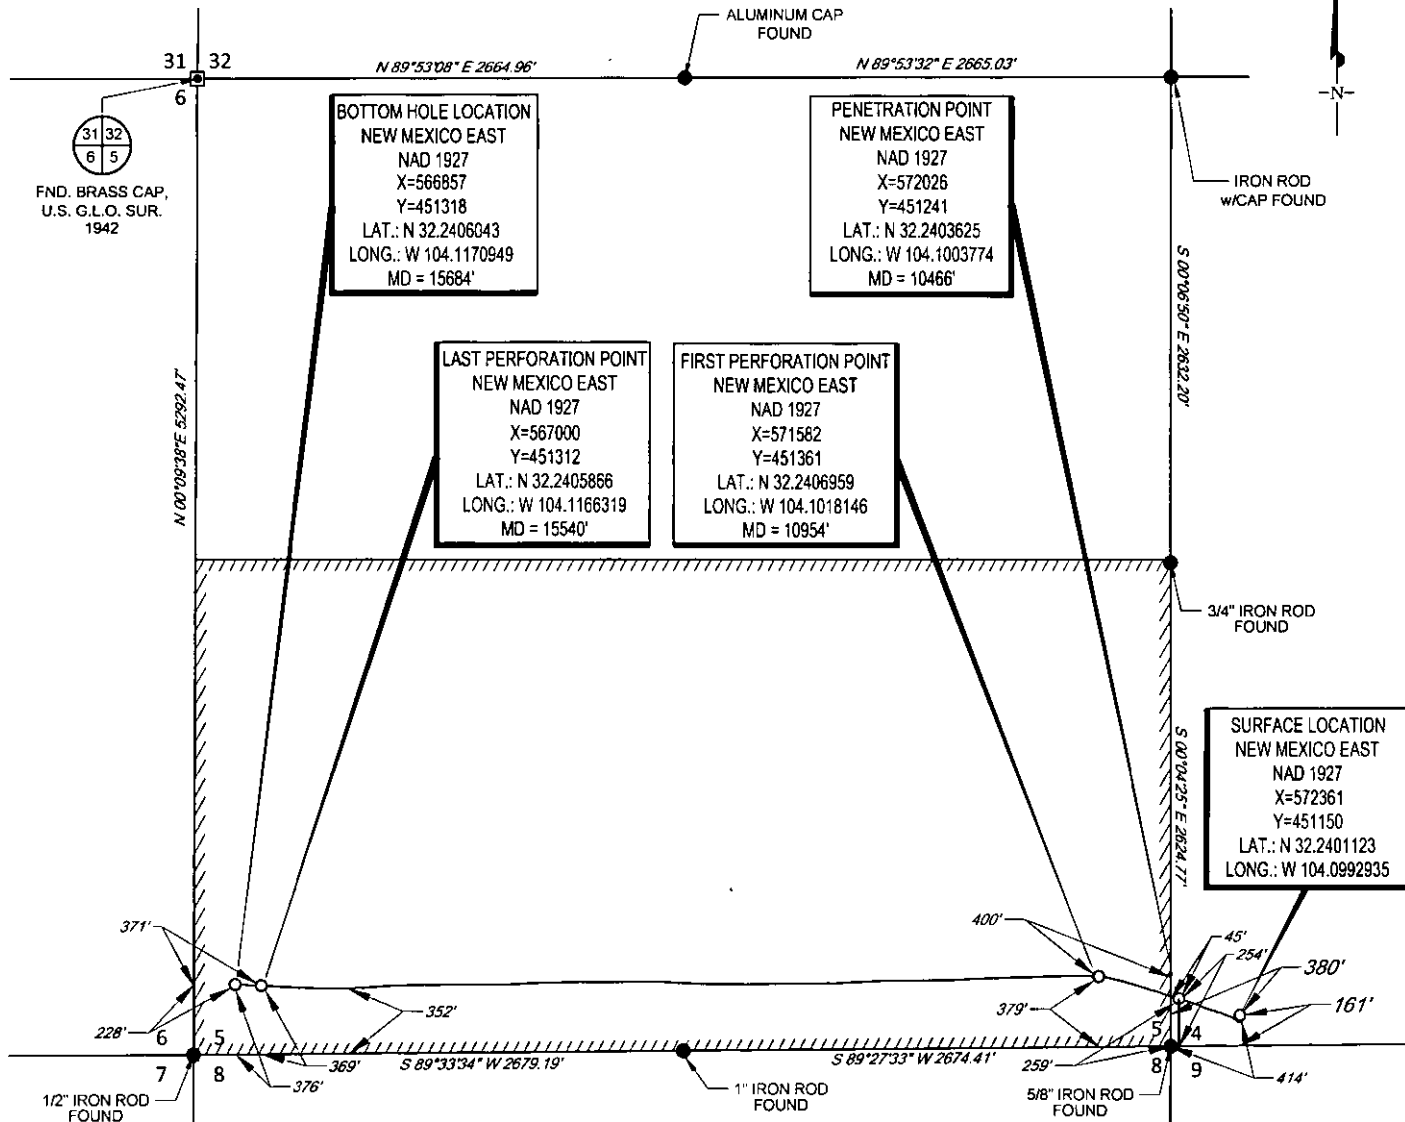 ALUMINUM CAP
FOUND
31 32
6
N 89°53'08" E 2664.96'
N 89°53'32" E 2665.03'
-N-
31 32
6 5
FND. BRASS CAP,
U.S. G.L.O. SUR.
1942
BOTTOM HOLE LOCATION
NEW MEXICO EAST
NAD 1927
X=566857
Y=451318
LAT.: N 32.2406043
LONG.: W 104.1170949
MD = 15684'
PENETRATION POINT
NEW MEXICO EAST
NAD 1927
X=572026
Y=451241
LAT.: N 32.2403625
LONG.: W 104.1003774
MD = 10466'
IRON ROD
w/CAP FOUND
S 00°06'50" E 2632.20'
N 00°09'38"E 5292.47'
LAST PERFORATION POINT
NEW MEXICO EAST
NAD 1927
X=567000
Y=451312
LAT.: N 32.2405866
LONG.: W 104.1166319
MD = 15540'
FIRST PERFORATION POINT
NEW MEXICO EAST
NAD 1927
X=571582
Y=451361
LAT.: N 32.2406959
LONG.: W 104.1018146
MD = 10954'
3/4" IRON ROD
FOUND
S 00°04'25" E 2624.77'
SURFACE LOCATION
NEW MEXICO EAST
NAD 1927
X=572361
Y=451150
LAT.: N 32.2401123
LONG.: W 104.0992935
371'
400'
45'
254'
380'
161'
228'
352'
379'
6 5
5 4
7 8
8 9
369'
376'
S 89°33'34" W 2679.19'
S 89°27'33" W 2674.41'
259'
414'
1/2" IRON ROD
FOUND
1" IRON ROD
FOUND
5/8" IRON ROD
FOUND